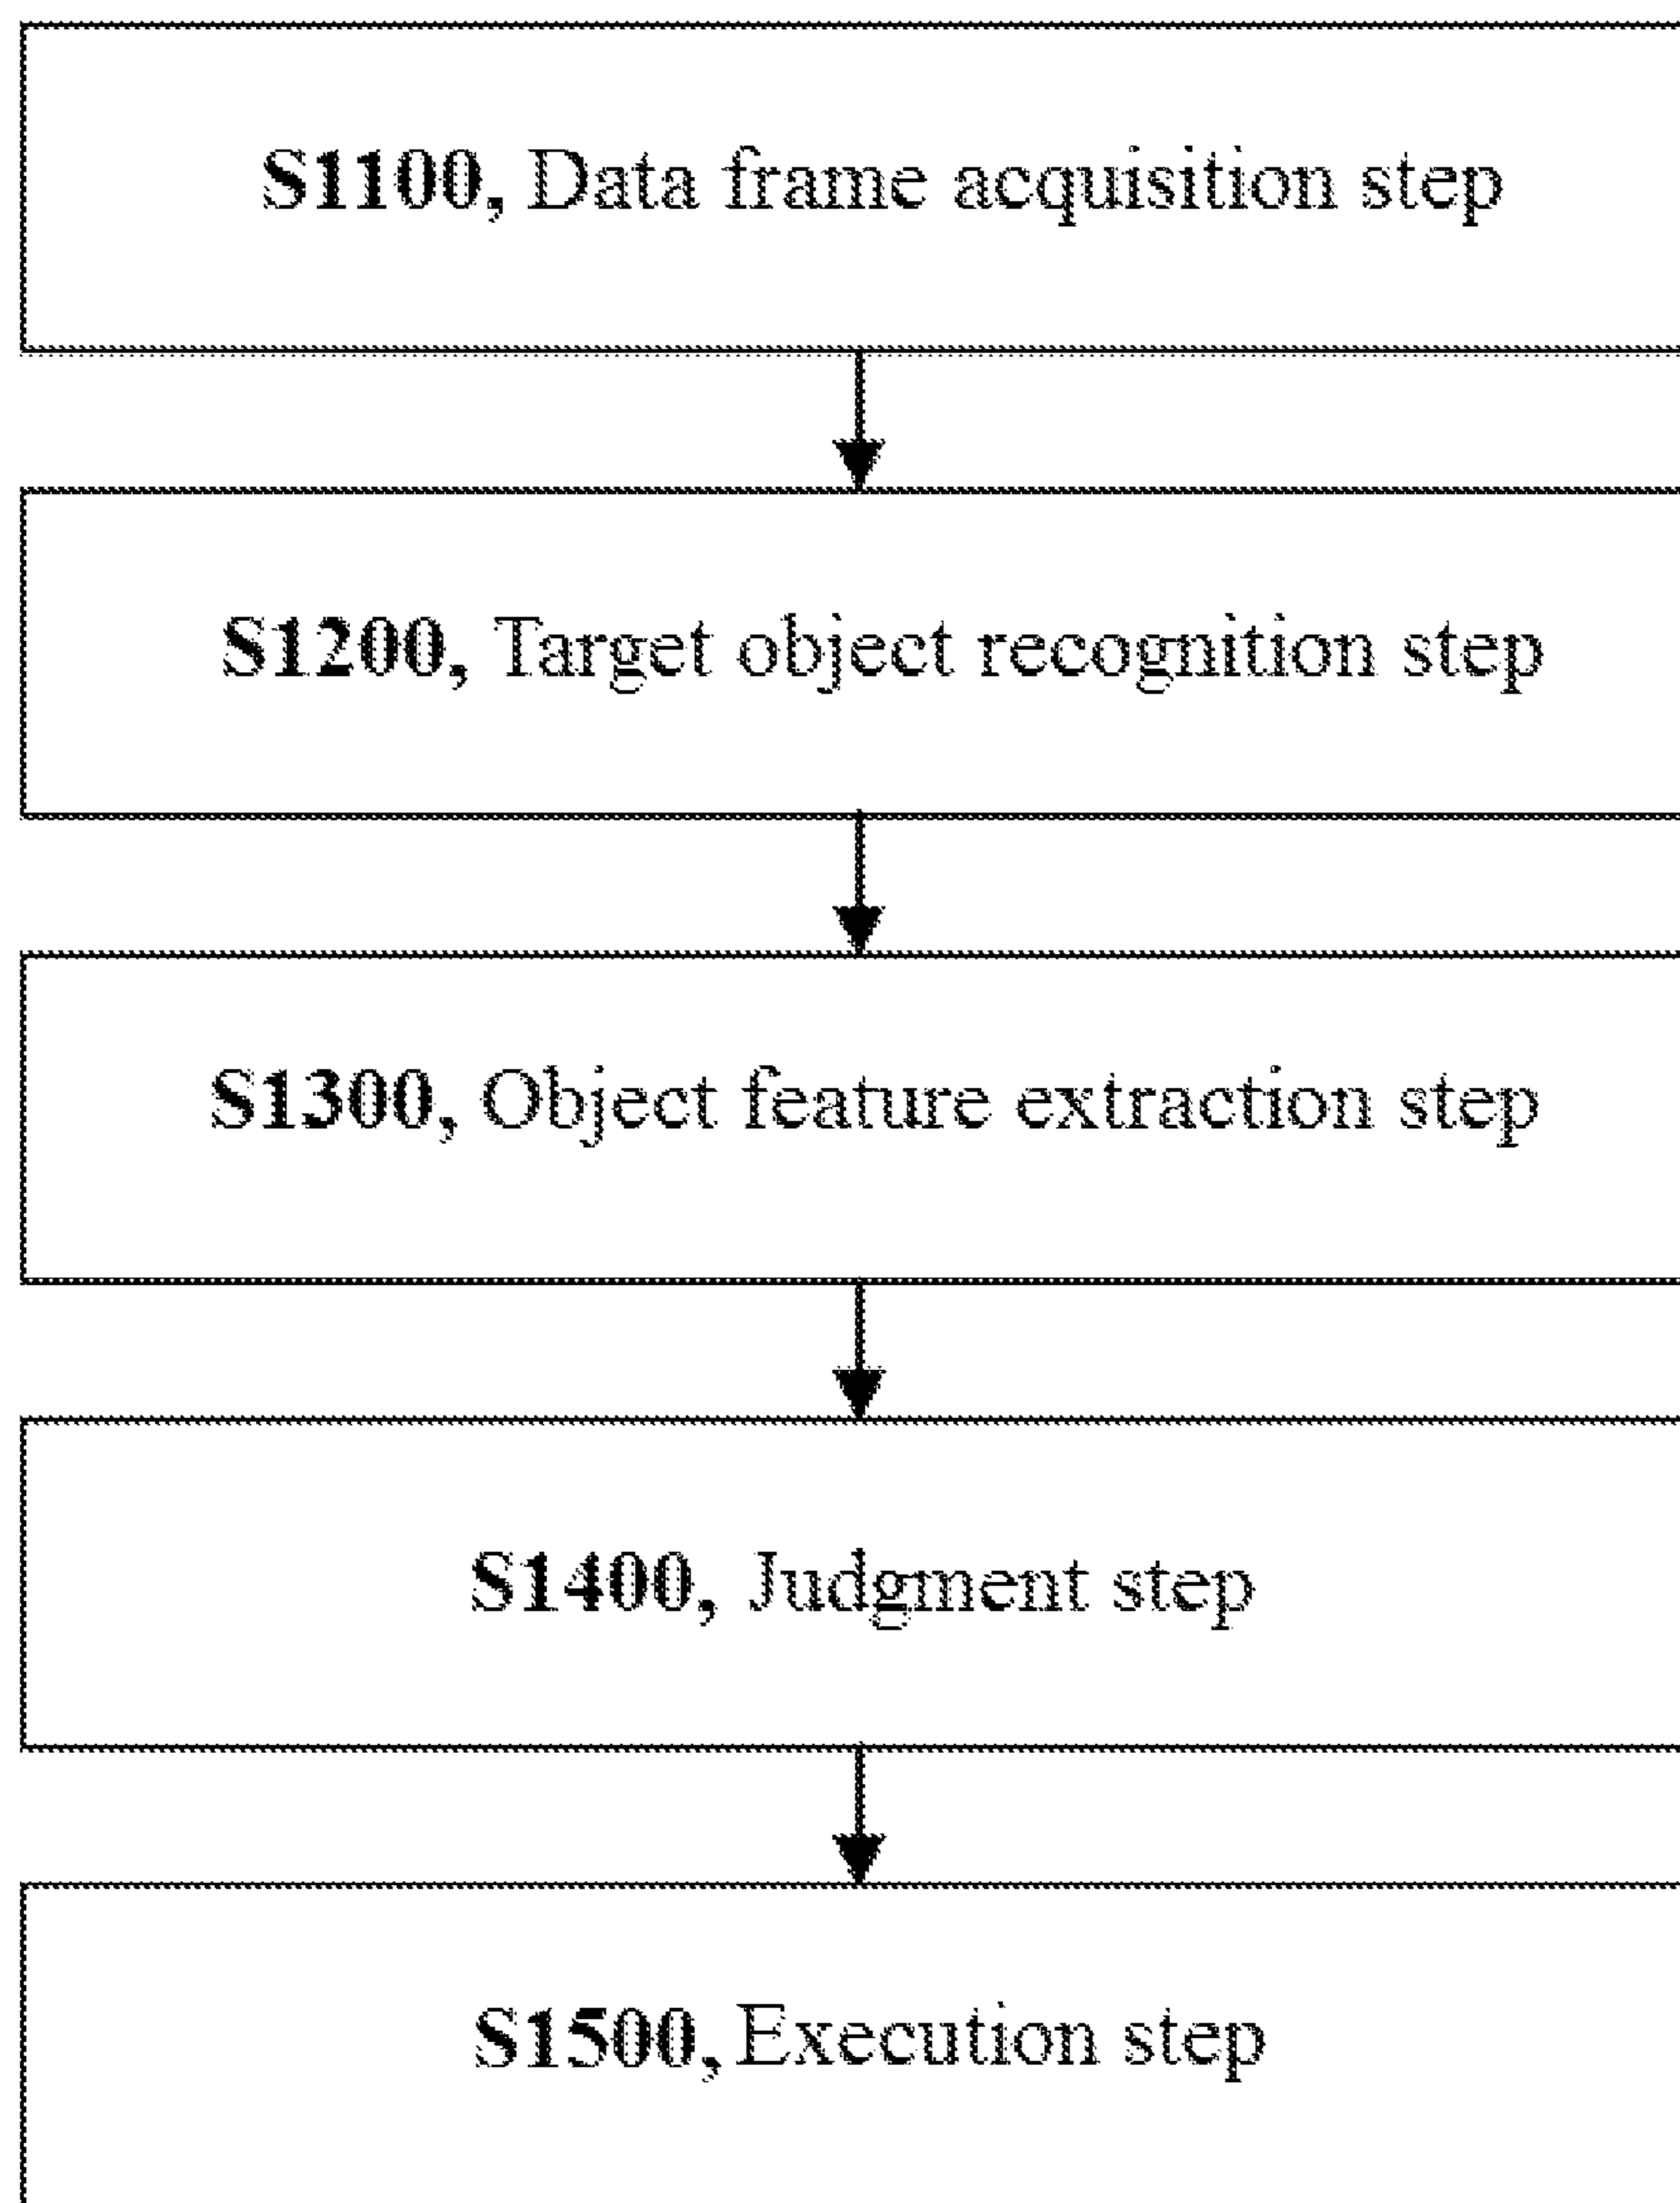 S1100, Data frame acquisition step
S1200, Target object recognition step
S1300, Object feature extraction step
S1400, Judgment step
S1500, Execution step